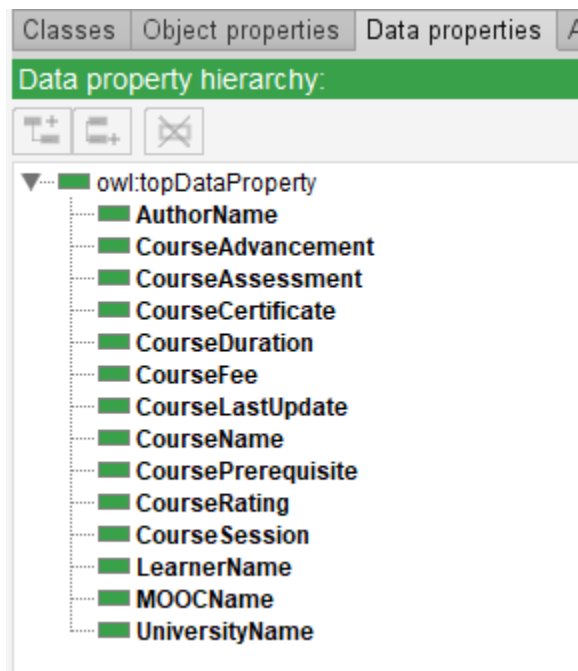 Classes Object properties Data properties A
Data property hierarchy:
owl:topDataProperty
AuthorName
CourseAdvancement
CourseAssessment
CourseCertificate
CourseDuration
CourseFee
CourseLastUpdate
CourseName
CoursePrerequisite
CourseRating
CourseSession
LearnerName
MOOCName
UniversityName